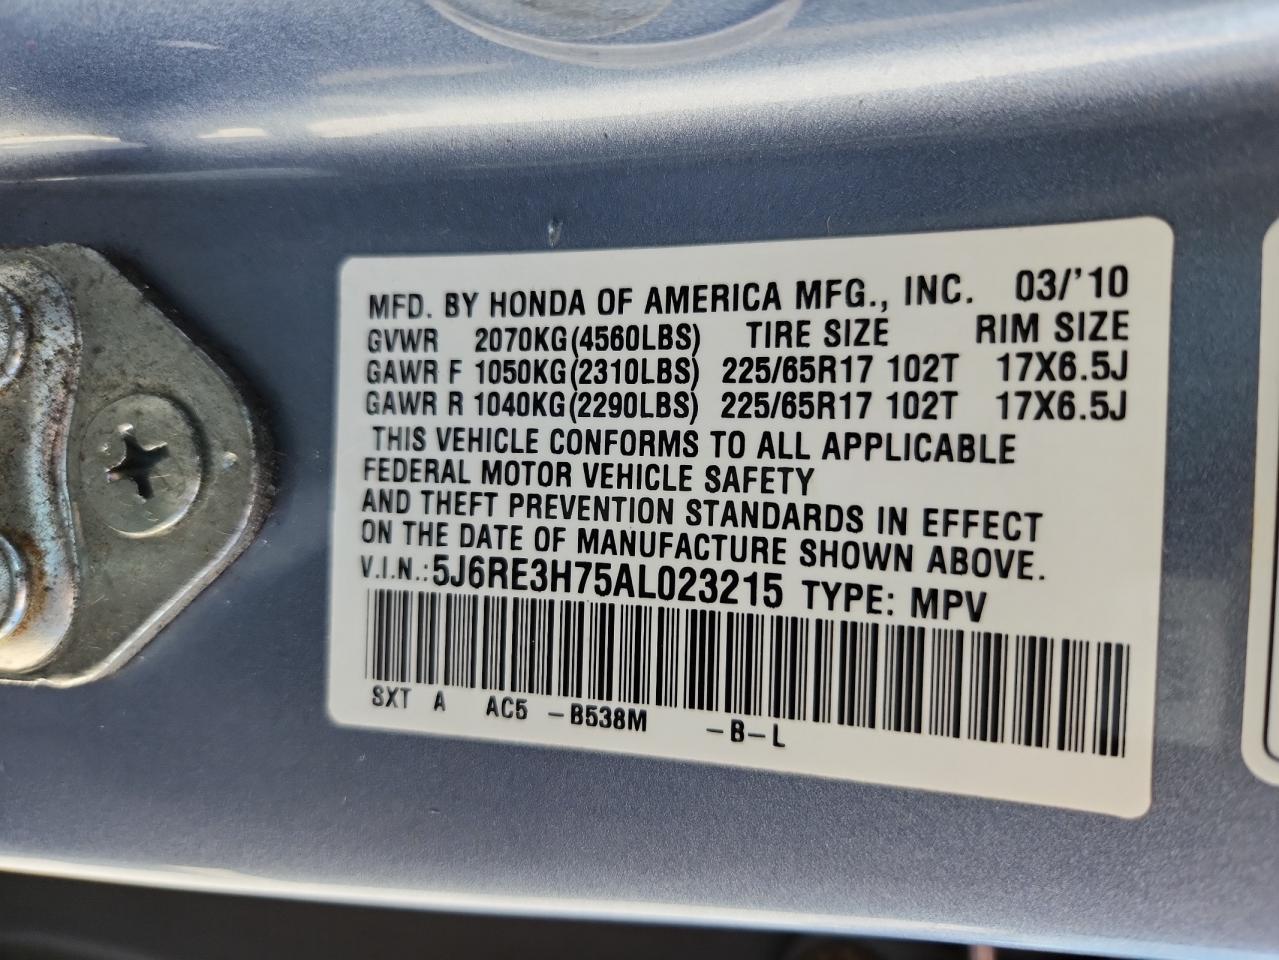 MFD. BY HONDA OF AMERICA MFG., INC. 03/'10
GVWR 2070KG(4560LBS) TIRE SIZE RIM SIZE
GAWR F 1050KG(2310LBS) 225/65R17 102T 17X6.5J
GAWR R 1040KG(2290LBS) 225/65R17 102T 17X6.5J
THIS VEHICLE CONFORMS TO ALL APPLICABLE
FEDERAL MOTOR VEHICLE SAFETY
AND THEFT PREVENTION STANDARDS IN EFFECT
ON THE DATE OF MANUFACTURE SHOWN ABOVE.
V.I.N.: 5J6RE3H75AL023215 TYPE: MPV
SXT A AC5 -B538M -B-L